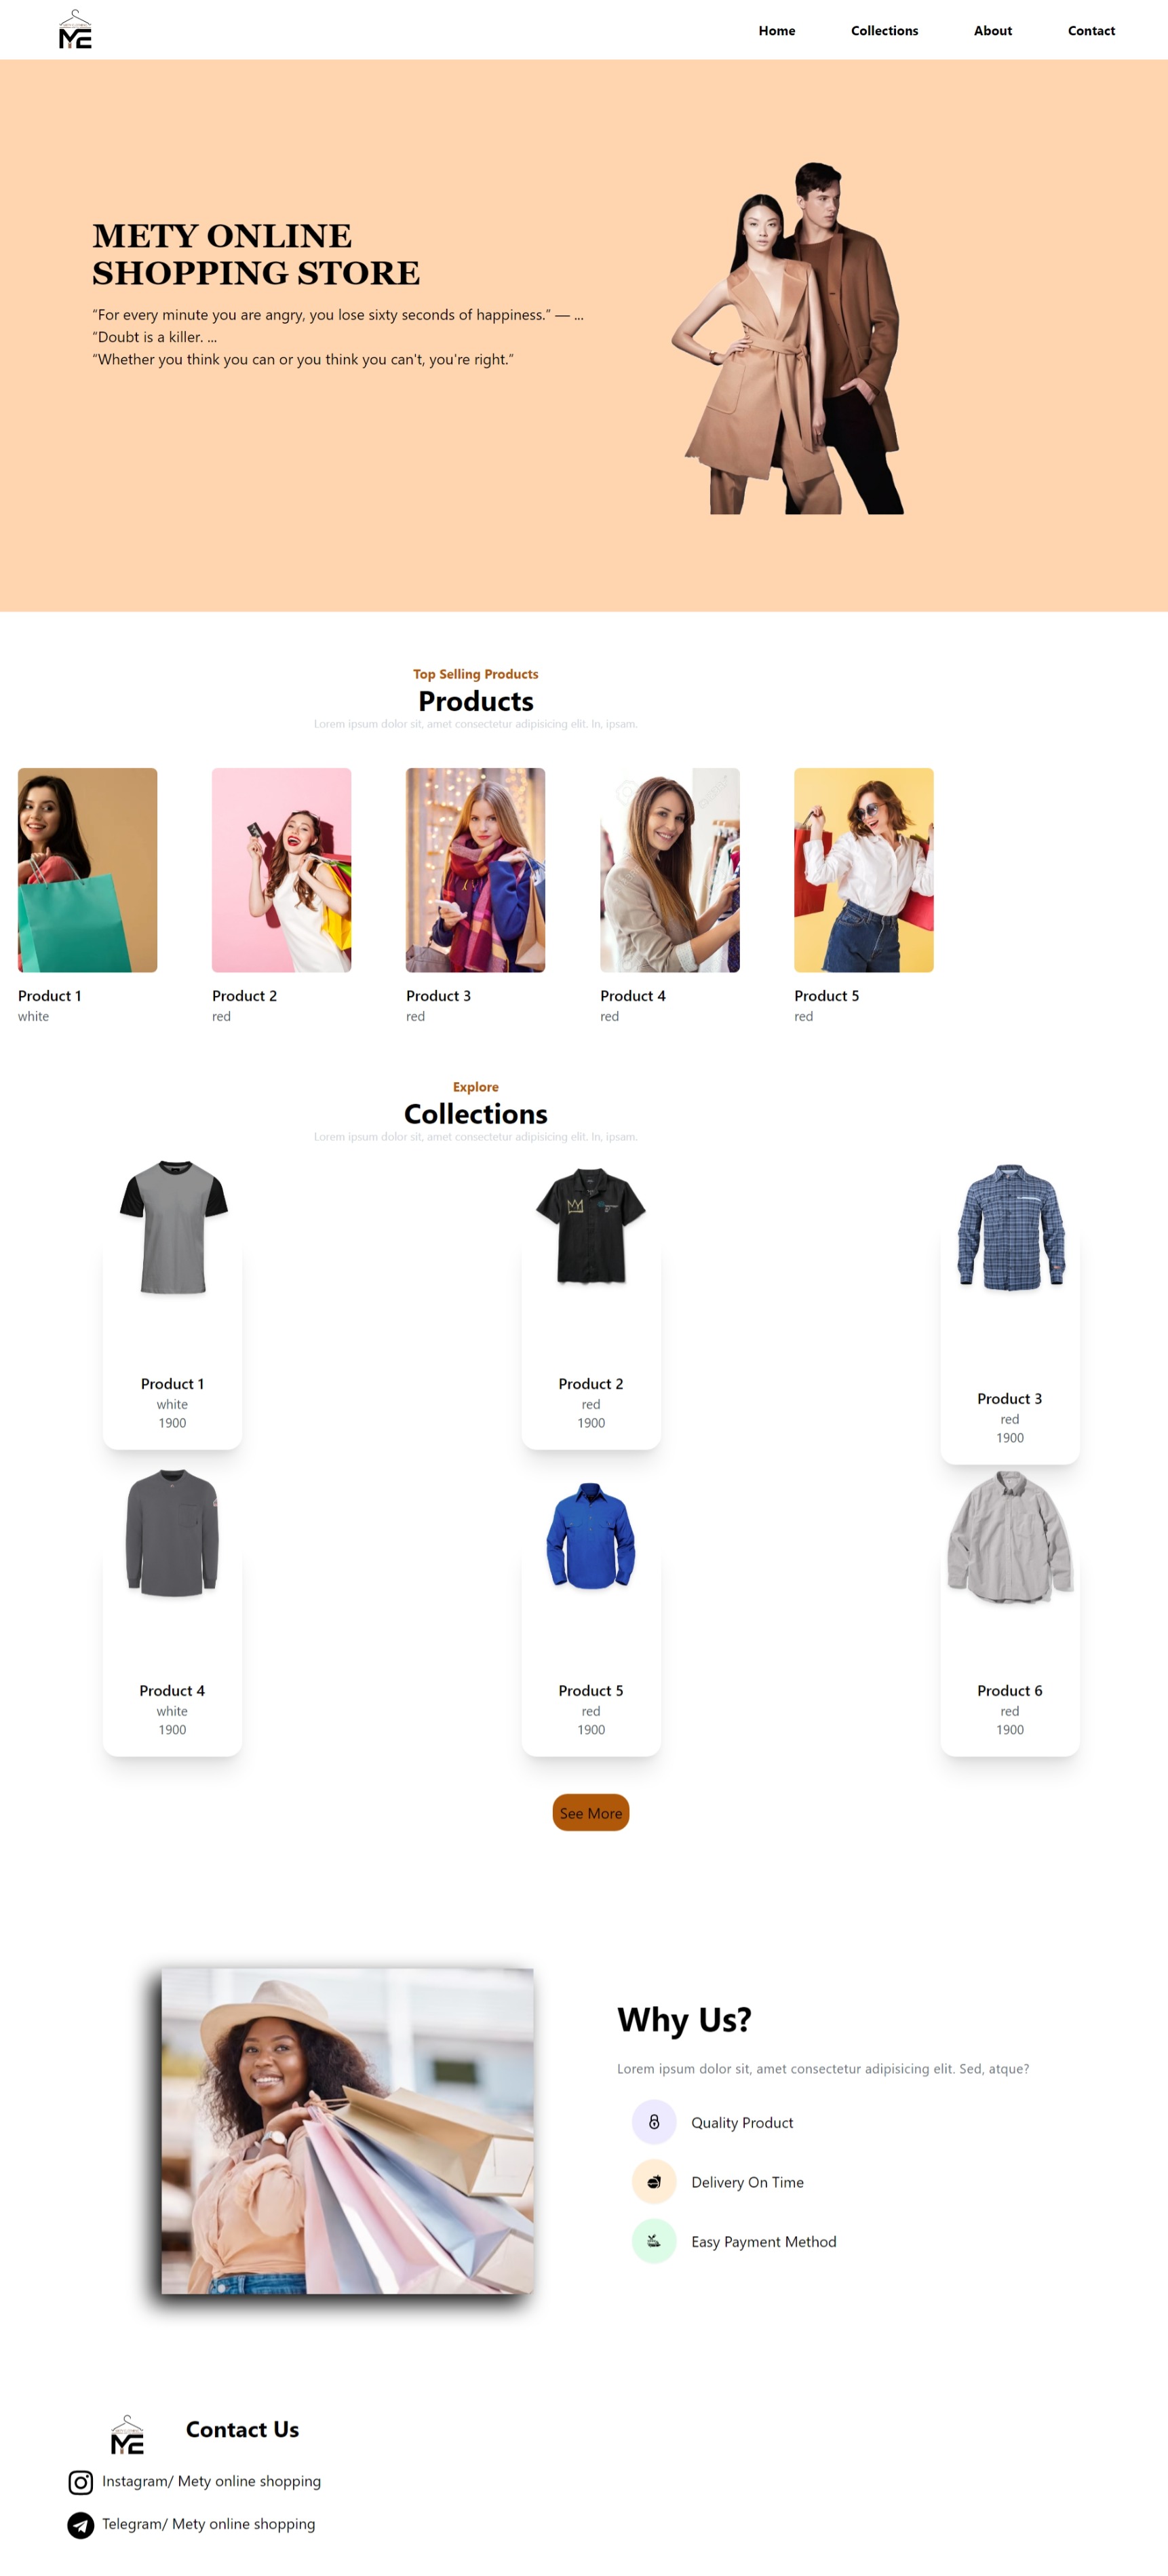 ME
Home
Collections
About
Contact
METY ONLINE
SHOPPING STORE
“For every minute you are angry, you lose sixty seconds of happiness.” — ...
“Doubt is a killer. ...
“Whether you think you can or you think you can't, you're right.”
Top Selling Products
Products
Lorem ipsum dolor sit, amet consectetur adipisicing elit. In, ipsam.
Product 1
white
Product 2
red
Product 3
red
Product 4
red
Product 5
red
Explore
Collections
Lorem ipsum dolor sit, amet consectetur adipisicing elit. In, ipsam.
Product 1
white
1900
Product 2
red
1900
Product 3
red
1900
Product 4
white
1900
Product 5
red
1900
Product 6
red
1900
See More
Why Us?
Lorem ipsum dolor sit, amet consectetur adipisicing elit. Sed, atque?
Quality Product
Delivery On Time
Easy Payment Method
ME
Contact Us
Instagram/ Mety online shopping
Telegram/ Mety online shopping